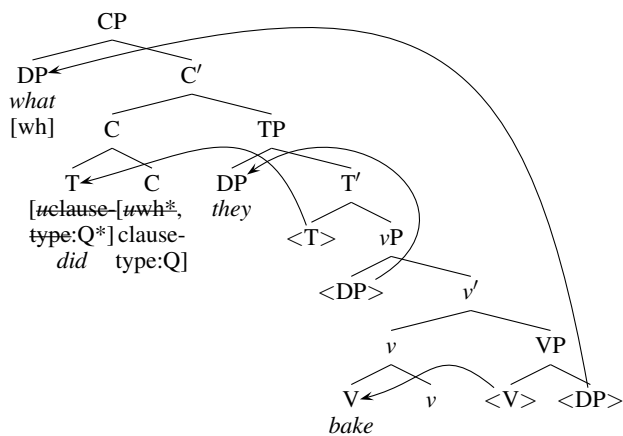 CP
DP C′
what
[wh]
C TP
T C DP T′
[uclause- [uwh*, they
type:Q*] clause- <T> vP
did type:Q]
<DP> v′
v VP
V v <V> <DP>
bake